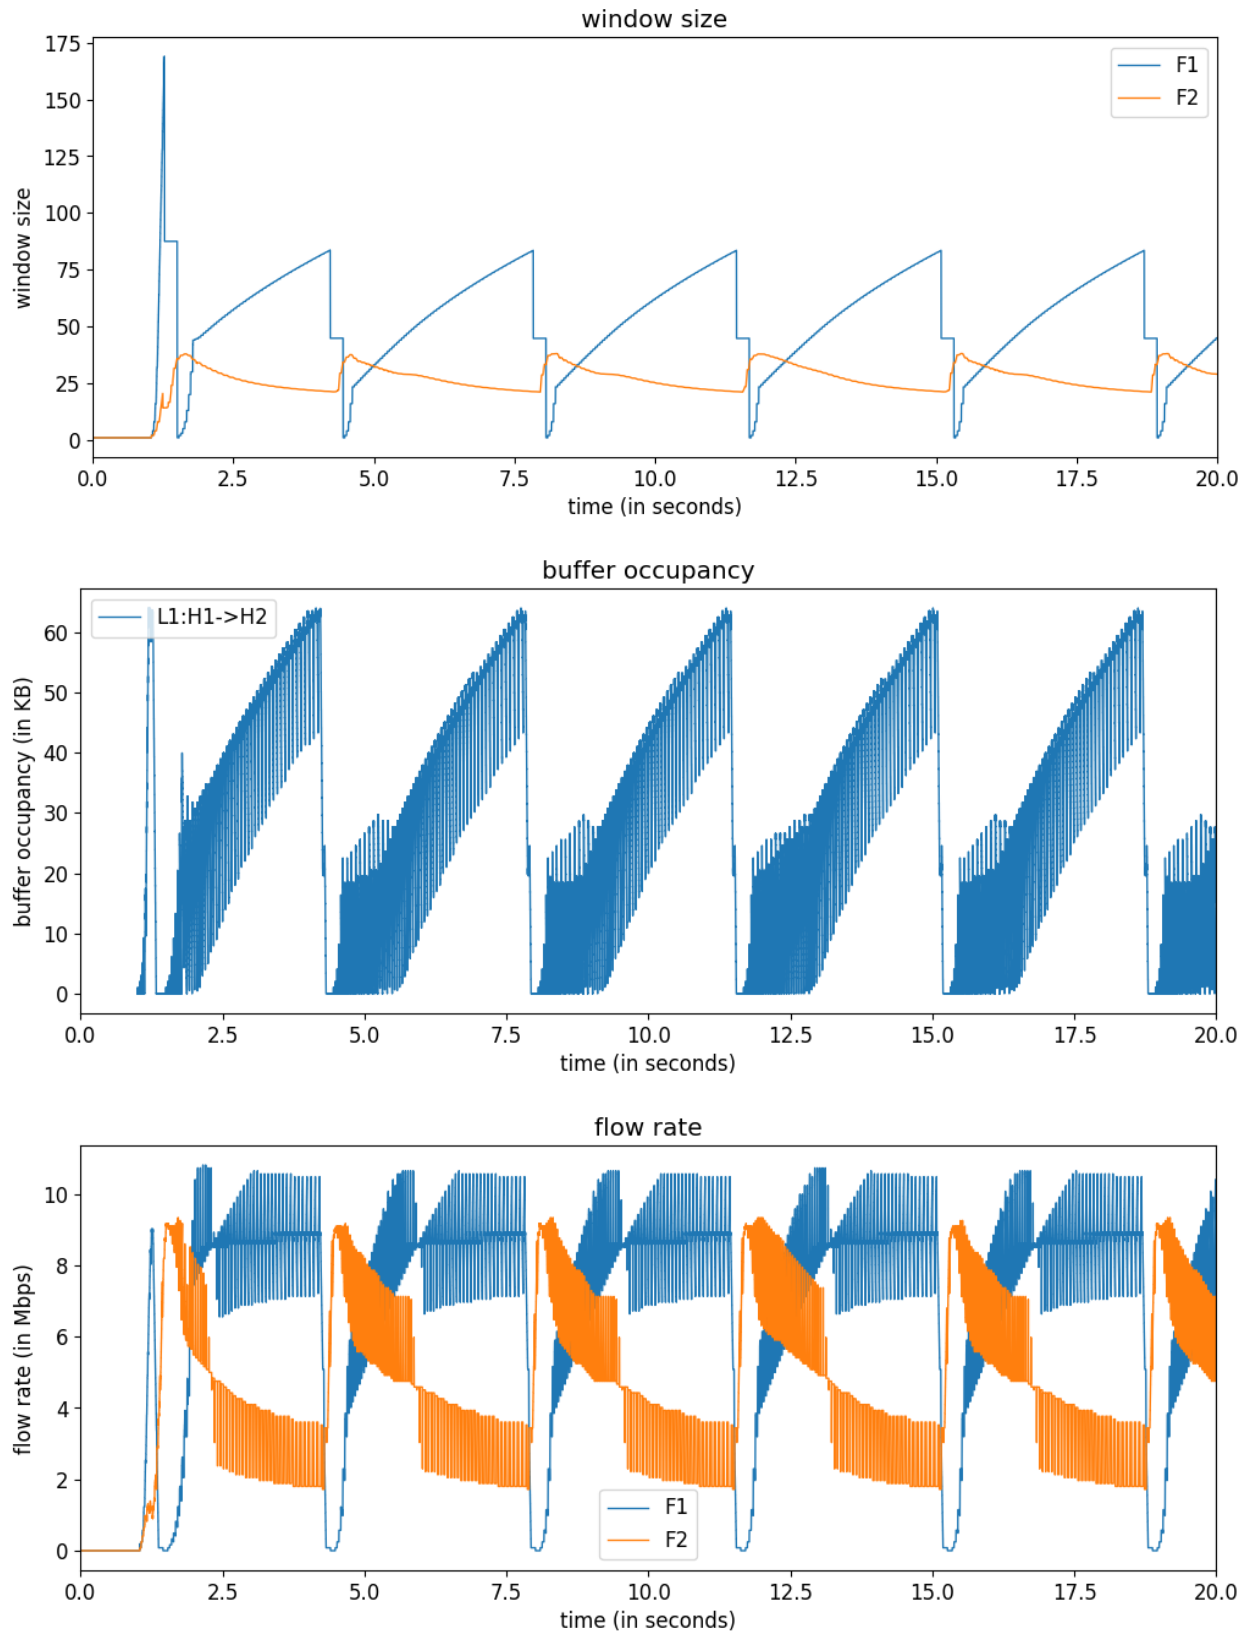 window size
175
150
125
100
75
50
25
0
window size
F1
F2
0.0 2.5 5.0 7.5 10.0 12.5 15.0 17.5 20.0
time (in seconds)
buffer occupancy
60
50
40
30
20
10
0
buffer occupancy (in KB)
L1:H1->H2
0.0 2.5 5.0 7.5 10.0 12.5 15.0 17.5 20.0
time (in seconds)
flow rate
10
8
6
4
2
0
flow rate (in Mbps)
F1
F2
0.0 2.5 5.0 7.5 10.0 12.5 15.0 17.5 20.0
time (in seconds)